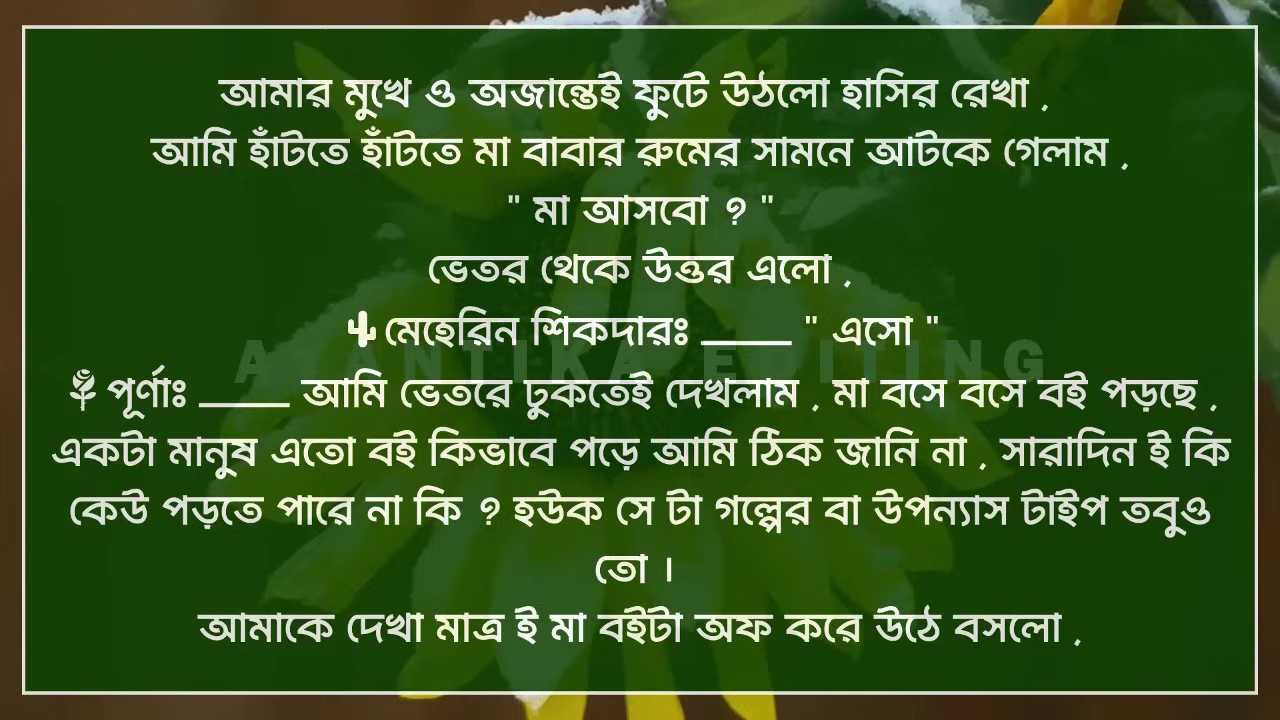 আমার মুখে ও অজান্তেই ফুটে উঠলো হাসির রেখা ,
আমি হাঁটতে হাঁটতে মা বাবার রুমের সামনে আটকে গেলাম ,
" মা আসবো ? "
ভেতর থেকে উত্তর এলো ,
মেহেরিন শিকদারঃ ____ " এসো "
AVANTIKA EDITING
পূর্ণাঃ ____ আমি ভেতরে ঢুকতেই দেখলাম , মা বসে বসে বই পড়ছে ,
একটা মানুষ এতো বই কিভাবে পড়ে আমি ঠিক জানি না , সারাদিন ই কি
কেউ পড়তে পারে না কি ? হউক সে টা গল্পের বা উপন্যাস টাইপ তবুও
তো ।
আমাকে দেখা মাত্র ই মা বইটা অফ করে উঠে বসলো ,